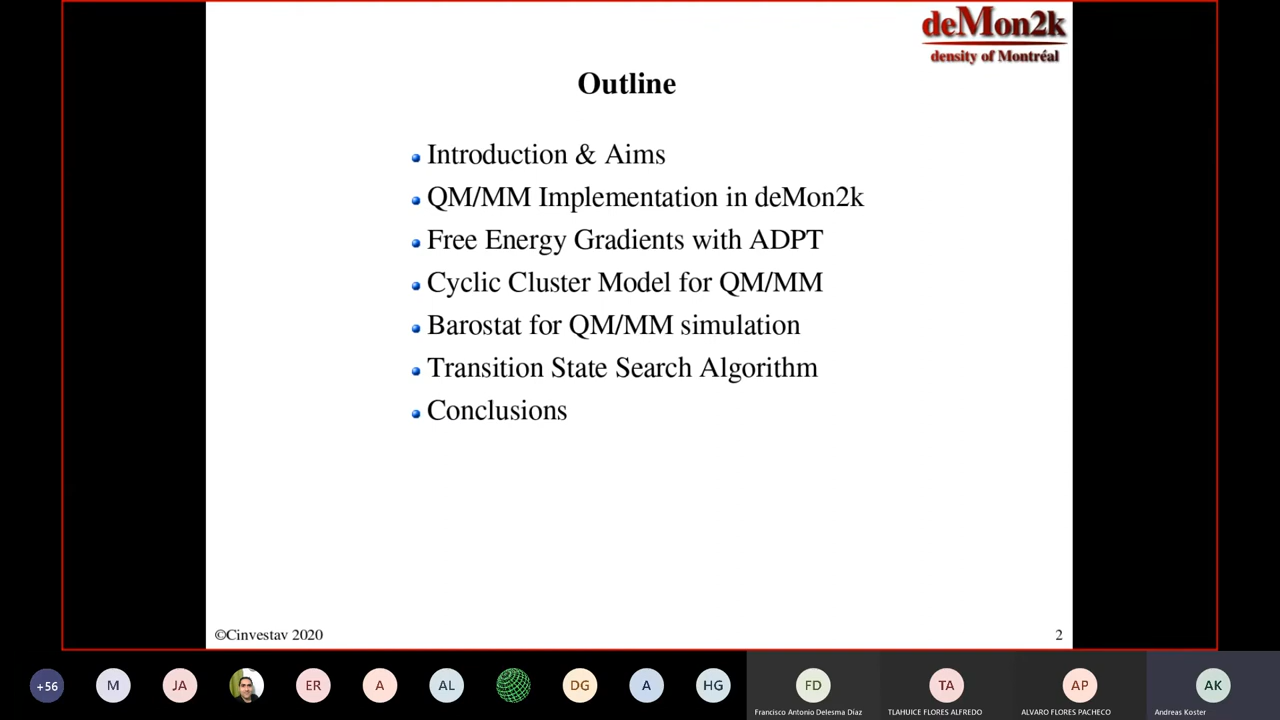 deMon2k
density of Montréal
Outline
Introduction & Aims
QM/MM Implementation in deMon2k
Free Energy Gradients with ADPT
Cyclic Cluster Model for QM/MM
Barostat for QM/MM simulation
Transition State Search Algorithm
Conclusions
©Cinvestav 2020
2
+56
M
JA
ER
A
AL
DG
A
HG
FD
TA
AP
AK
Francisco Antonio Delesma Diaz
TLAHUICE FLORES ALFREDO
ALVARO FLORES PACHECO
Andreas Koster